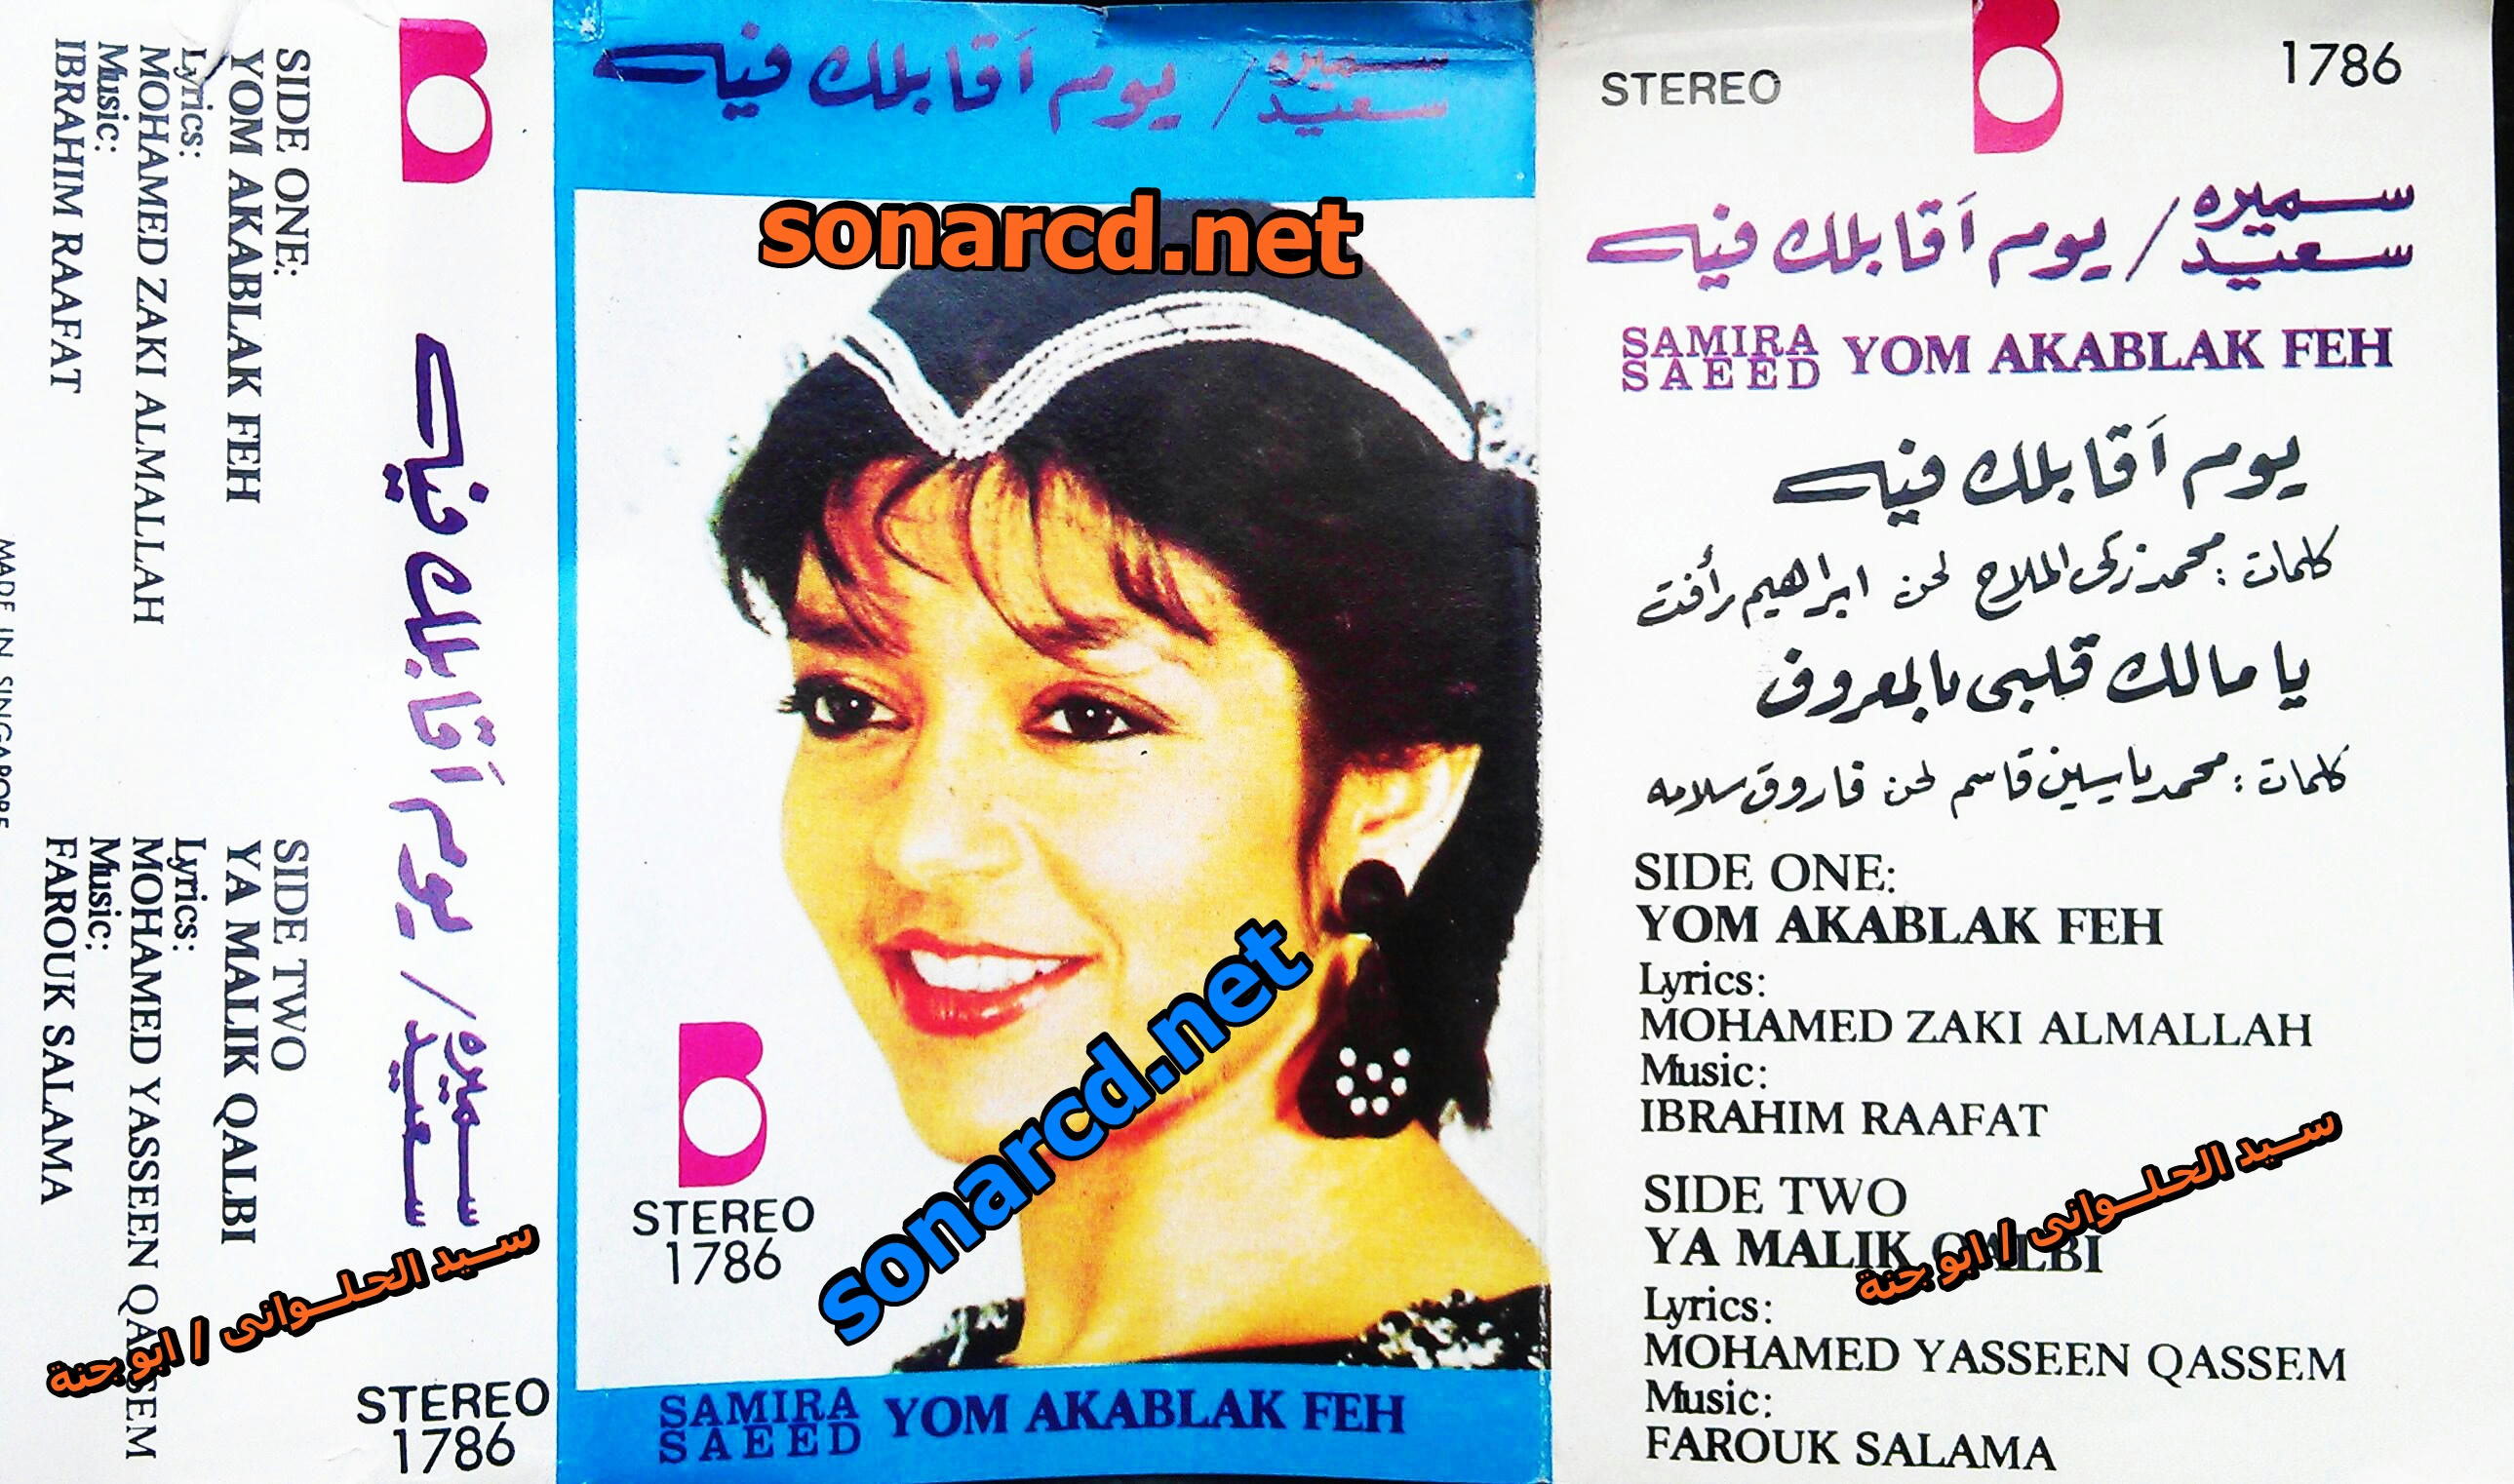 SIDE ONE:
YOM AKABLAK FEH
Lyrics:
MOHAMED ZAKI ALMALLAH
Music:
IBRAHIM RAAFAT
SIDE TWO
YA MALIK QALBI
Lyrics:
MOHAMED YASSEEN QASSEM
Music:
FAROUK SALAMA
MADE IN SINGAPORE
سميره سعيد / يوم أقابلك فيه
سيد الحلوانى / ابو جنة
STEREO
1786
سميره سعيد / يوم أقابلك فيه
sonarcd.net
sonarcd.net
STEREO
1786
SAMIRA SAEED YOM AKABLAK FEH
STEREO
1786
سميره سعيد / يوم أقابلك فيه
SAMIRA SAEED YOM AKABLAK FEH
يوم أقابلك فيه
كلمات : محمد زكى الملاح لحن ابراهيم رأفت
يا مالك قلبى بالمعروف
كلمات : محمد ياسين قاسم لحن فاروق سلامه
SIDE ONE:
YOM AKABLAK FEH
Lyrics:
MOHAMED ZAKI ALMALLAH
Music:
IBRAHIM RAAFAT
سيد الحلوانى / ابو جنة
SIDE TWO
YA MALIK QALBI
Lyrics:
MOHAMED YASSEEN QASSEM
Music:
FAROUK SALAMA